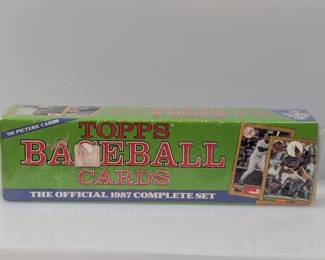 792 PICTURE CARDS
TOPPS
BASEBALL
CARDS
THE OFFICIAL 1987 COMPLETE SET